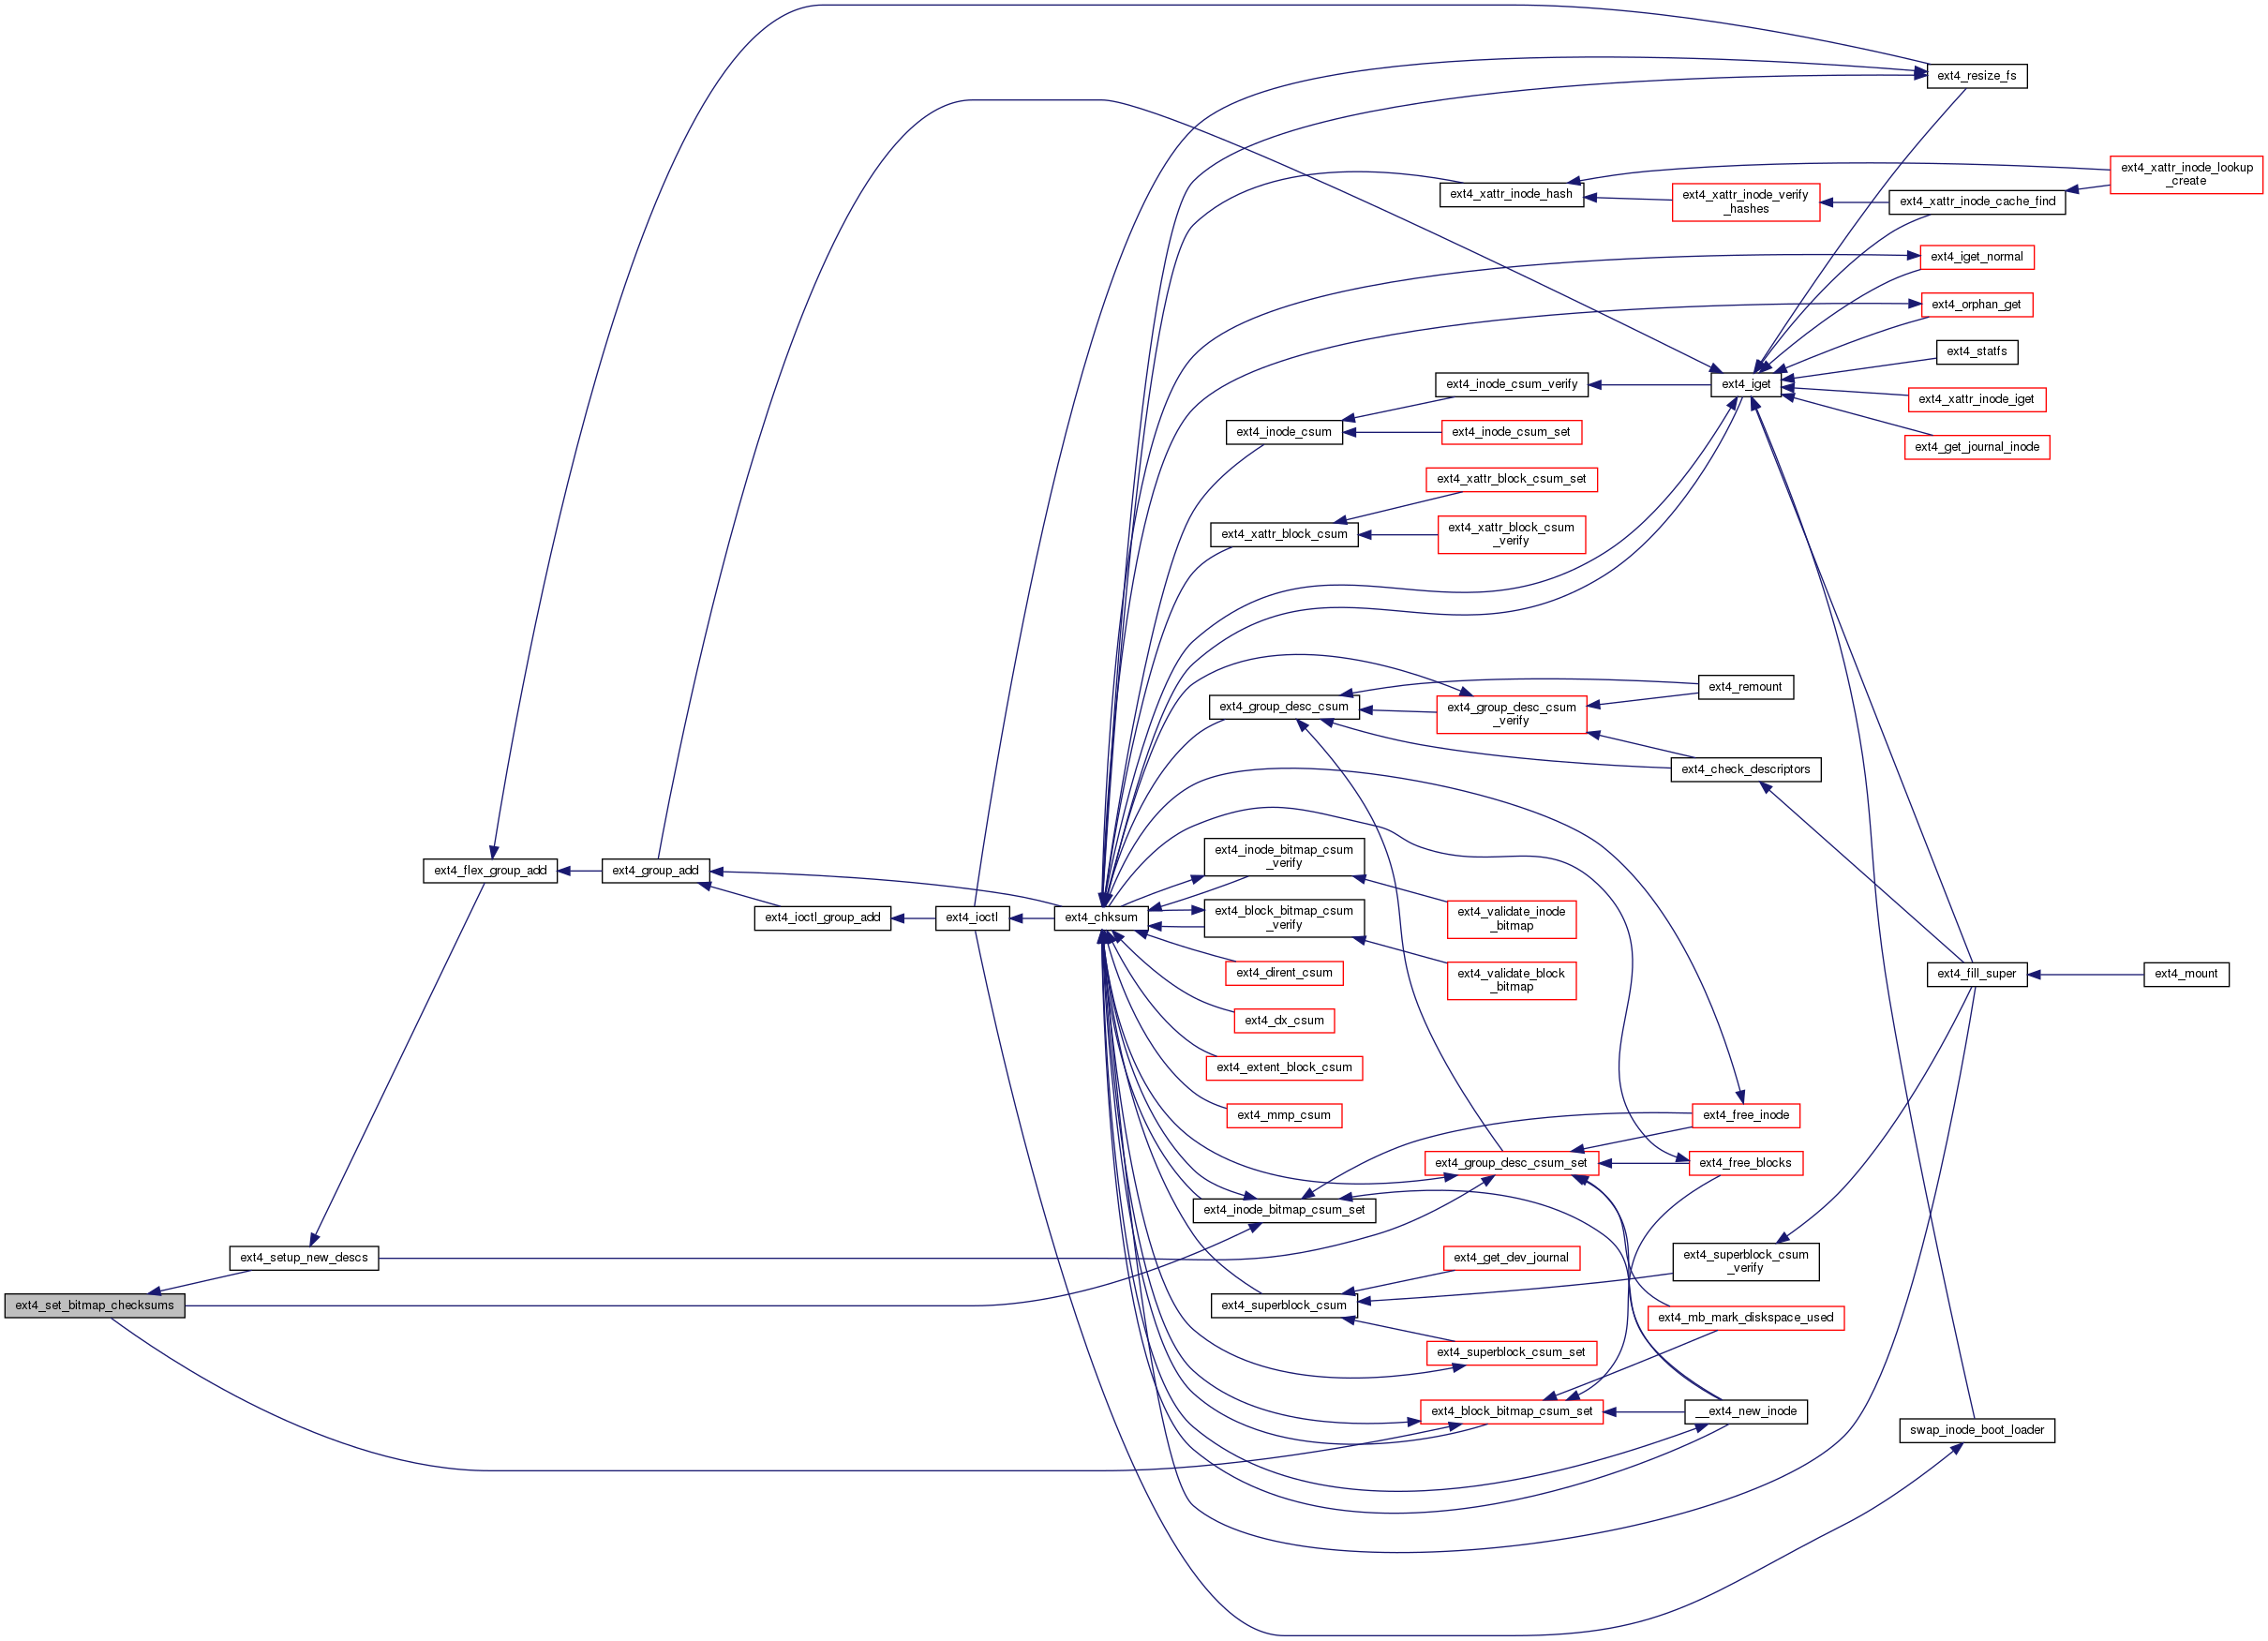 ext4_resize_fs
ext4_xattr_inode_lookup
_create
ext4_xattr_inode_hash
ext4_xattr_inode_verify
_hashes
ext4_xattr_inode_cache_find
ext4_iget_normal
ext4_orphan_get
ext4_statfs
ext4_inode_csum_verify
ext4_iget
ext4_xattr_inode_iget
ext4_inode_csum
ext4_inode_csum_set
ext4_get_journal_inode
ext4_xattr_block_csum_set
ext4_xattr_block_csum
ext4_xattr_block_csum
_verify
ext4_remount
ext4_group_desc_csum
ext4_group_desc_csum
_verify
ext4_check_descriptors
ext4_flex_group_add
ext4_group_add
ext4_inode_bitmap_csum
_verify
ext4_ioctl_group_add
ext4_ioctl
ext4_chksum
ext4_block_bitmap_csum
_verify
ext4_validate_inode
_bitmap
ext4_dirent_csum
ext4_validate_block
_bitmap
ext4_fill_super
ext4_mount
ext4_dx_csum
ext4_extent_block_csum
ext4_mmp_csum
ext4_free_inode
ext4_group_desc_csum_set
ext4_free_blocks
ext4_inode_bitmap_csum_set
ext4_setup_new_descs
ext4_get_dev_journal
ext4_superblock_csum
_verify
ext4_set_bitmap_checksums
ext4_superblock_csum
ext4_mb_mark_diskspace_used
ext4_superblock_csum_set
ext4_block_bitmap_csum_set
__ext4_new_inode
swap_inode_boot_loader